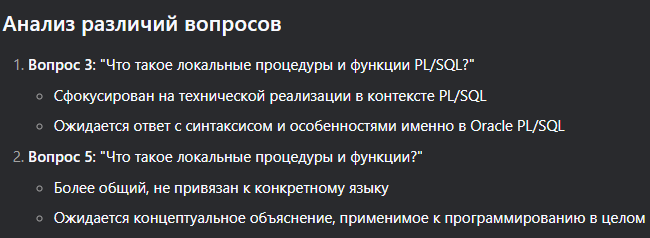 Анализ различий вопросов
1. Вопрос 3: "Что такое локальные процедуры и функции PL/SQL?"
○ Сфокусирован на технической реализации в контексте PL/SQL
○ Ожидается ответ с синтаксисом и особенностями именно в Oracle PL/SQL
2. Вопрос 5: "Что такое локальные процедуры и функции?"
○ Более общий, не привязан к конкретному языку
○ Ожидается концептуальное объяснение, применимое к программированию в целом